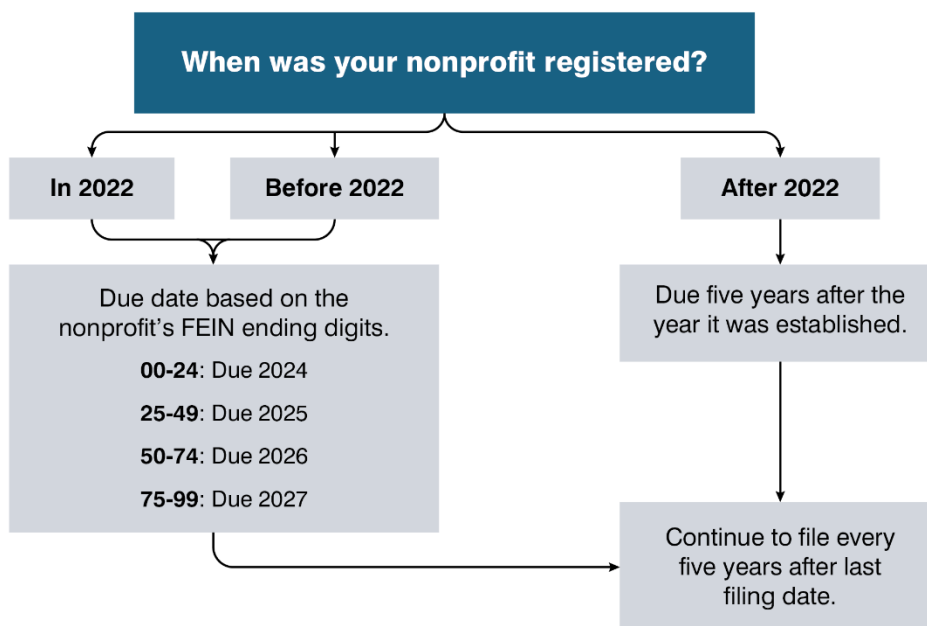 When was your nonprofit registered?
In 2022
Before 2022
After 2022
Due date based on the
nonprofit’s FEIN ending digits.
00-24: Due 2024
25-49: Due 2025
50-74: Due 2026
75-99: Due 2027
Due five years after the
year it was established.
Continue to file every
five years after last
filing date.